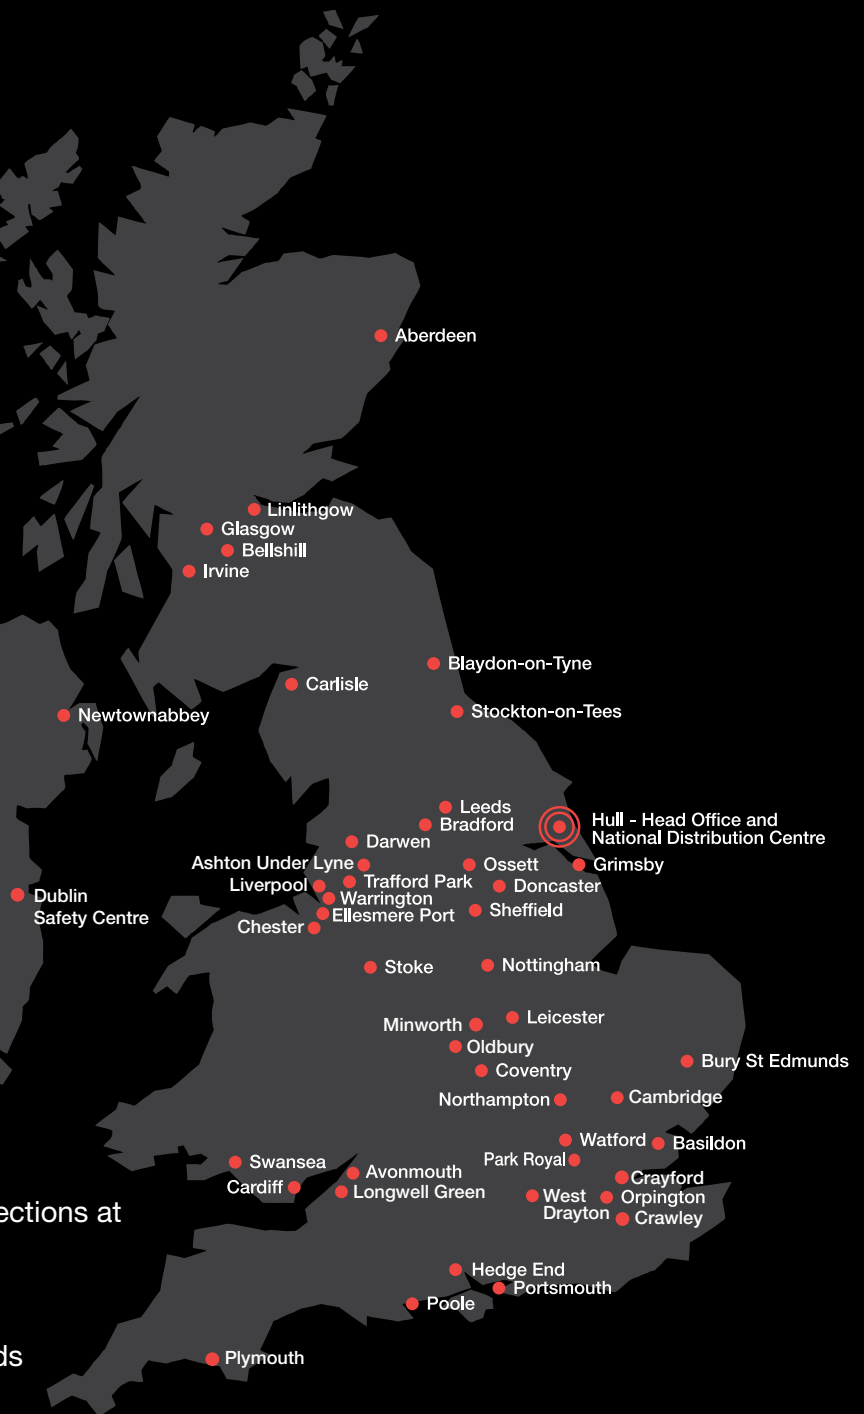 Aberdeen
Linlithgow
Glasgow
Bellshill
Irvine
Blaydon-on-Tyne
Carlisle
Stockton-on-Tees
Newtownabbey
Leeds
Bradford
Hull - Head Office and
National Distribution Centre
Darwen
Ashton Under Lyne
Ossett
Grimsby
Liverpool
Trafford Park
Doncaster
Warrington
Dublin
Safety Centre
Ellesmere Port
Sheffield
Chester
Stoke
Nottingham
Minworth
Leicester
Oldbury
Coventry
Bury St Edmunds
Northampton
Cambridge
Watford
Basildon
Park Royal
Swansea
Avonmouth
Crayford
Cardiff
Longwell Green
West
Drayton
Orpington
Crawley
ections at
Hedge End
Portsmouth
Poole
ds
Plymouth